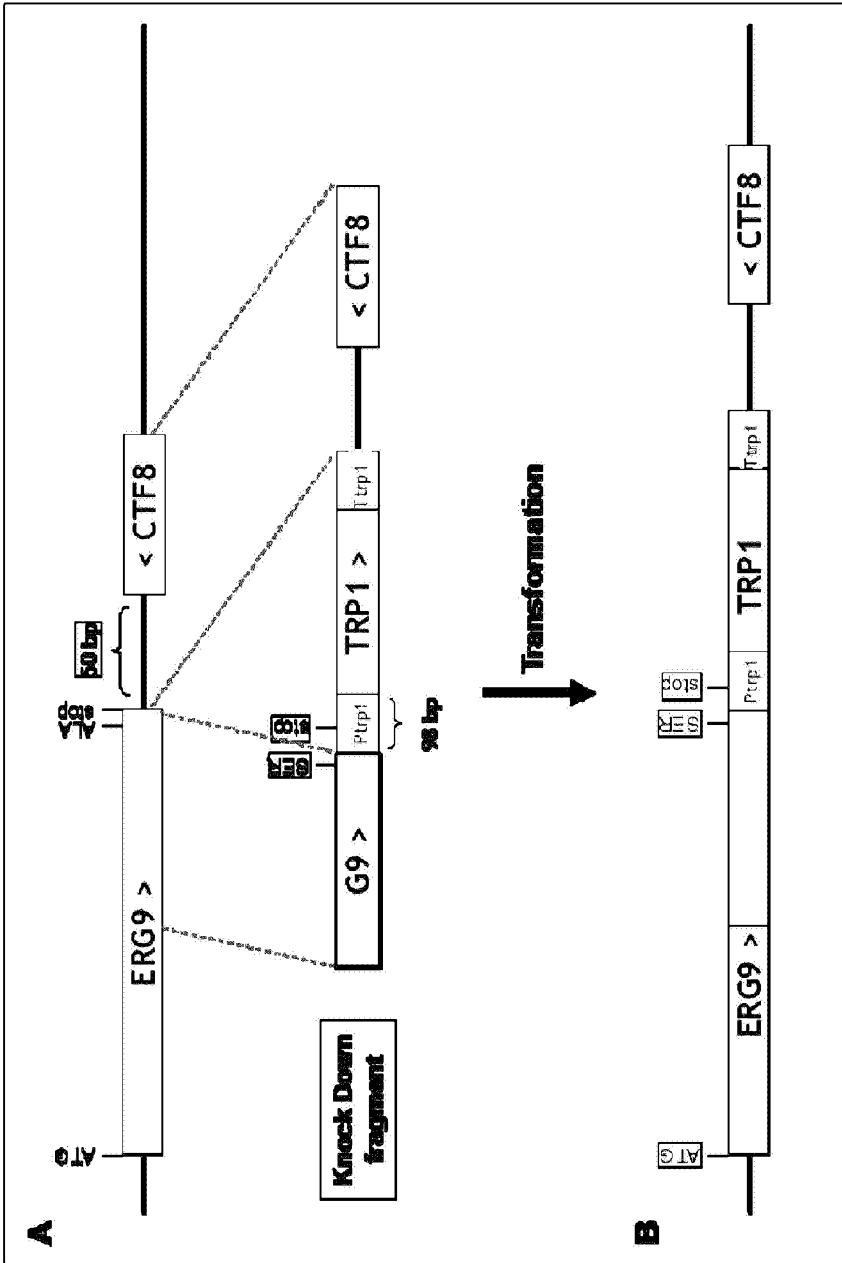 A
ATG
ERG9 >
ALA
stop
50 bp
< CTF8
Knock Down
fragment
G9 >
SER
stop
Ptrp1
98 bp
TRP1 >
Ttrp1
< CTF8
Transformation
B
ATG
ERG9 >
SER
stop
Ptrp1
TRP1
Ttrp1
< CTF8